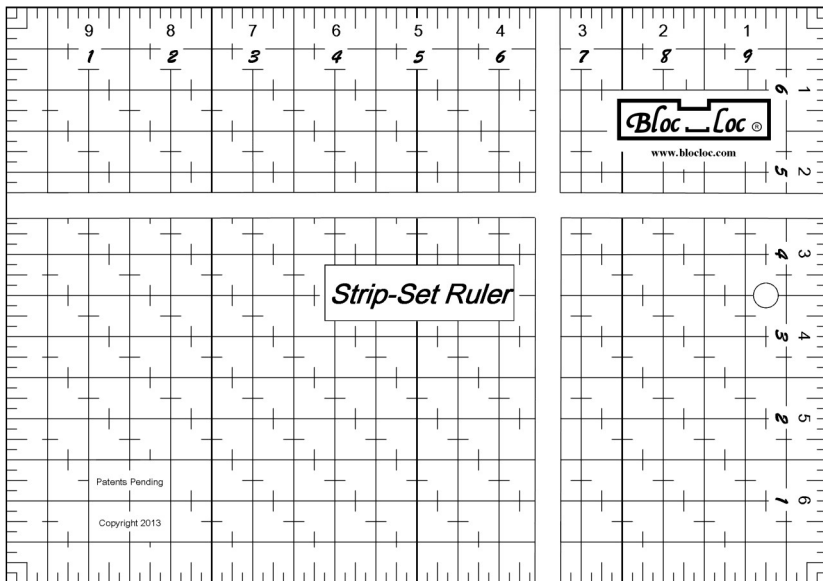 9 8 7 6 5 4 3 2 1
1 2 3 4 5 6 7 8 9
6 1
Bloc Loc ®
www.blocloc.com
5 2
4 3
Strip-Set Ruler
3 4
2 5
Patents Pending
1 6
Copyright 2013